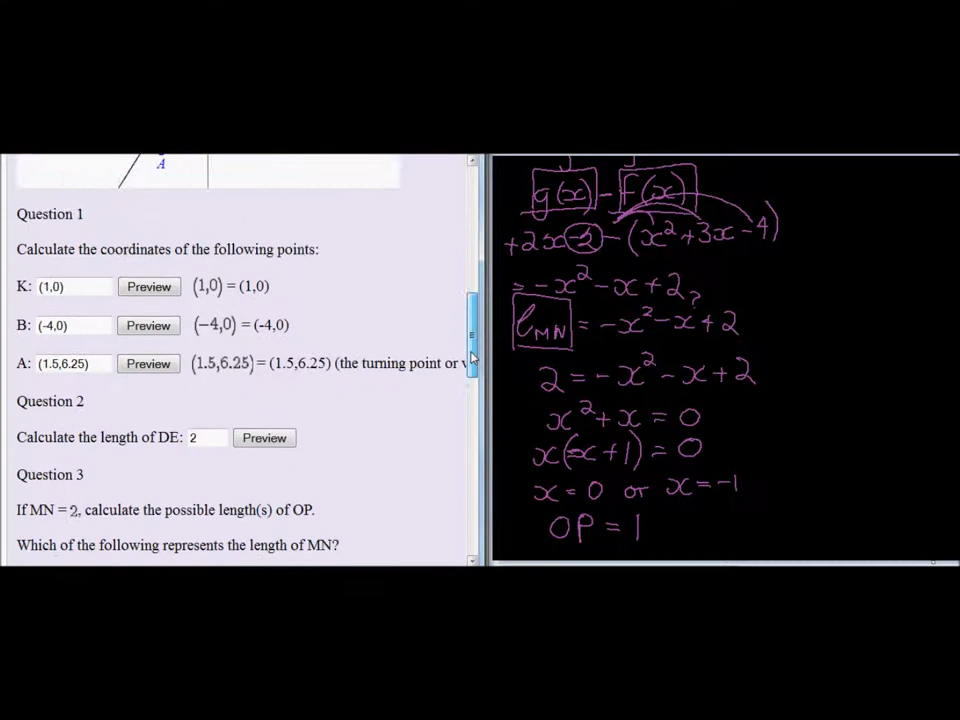 A
Question 1
Calculate the coordinates of the following points:
K: (1,0) Preview (1,0) = (1,0)
B: (-4,0) Preview (−4,0) = (-4,0)
A: (1.5,6.25) Preview (1.5,6.25) = (1.5,6.25) (the turning point or
Question 2
Calculate the length of DE: 2 Preview
Question 3
If MN = 2, calculate the possible length(s) of OP.
Which of the following represents the length of MN?
g(x) − f(x)
+2x−2 − (x² + 3x − 4)
= −x² − x + 2
ℓMN = −x² − x + 2
?
2 = −x² − x + 2
x² + x = 0
x(x + 1) = 0
x = 0 or x = −1
OP = 1